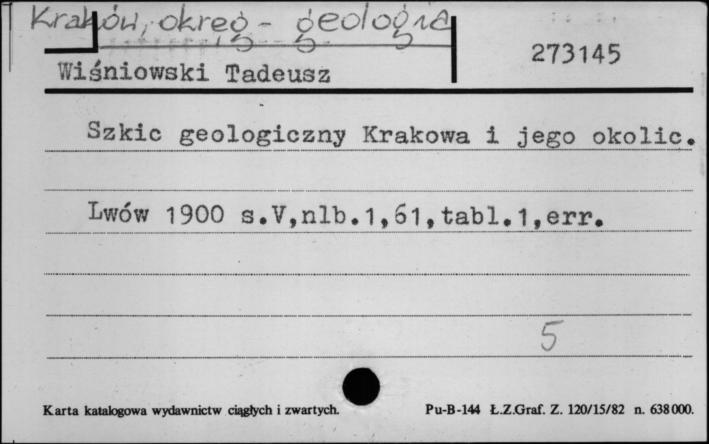 Kraków, okręg - geologia
273145
Wiśniowski Tadeusz
Szkic geologiczny Krakowa i jego okolic.
Lwów 1900 s.V,nlb.1,61,tabl.1,err.
5
Karta katalogowa wydawnictw ciągłych i zwartych.
Pu-B-144 Ł.Z.Graf. Z. 120/15/82 n. 638000.